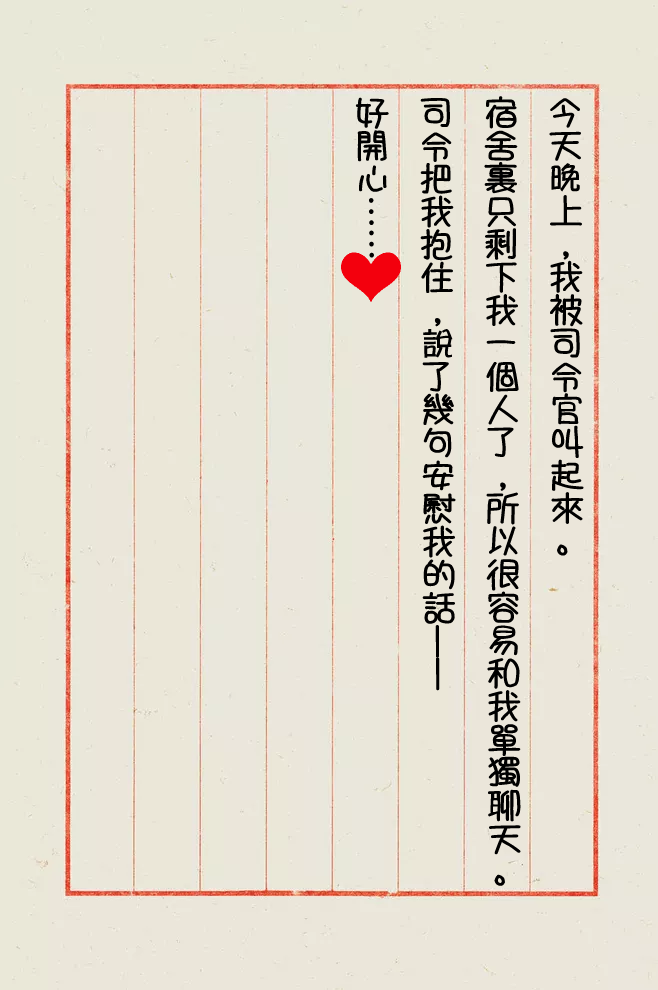 今天晚上，我被司令官叫起來。
宿舍裏只剩下我一個人了，所以很容易和我單獨聊天。
司令把我抱住，說了幾句安慰我的話——
好開心……❤